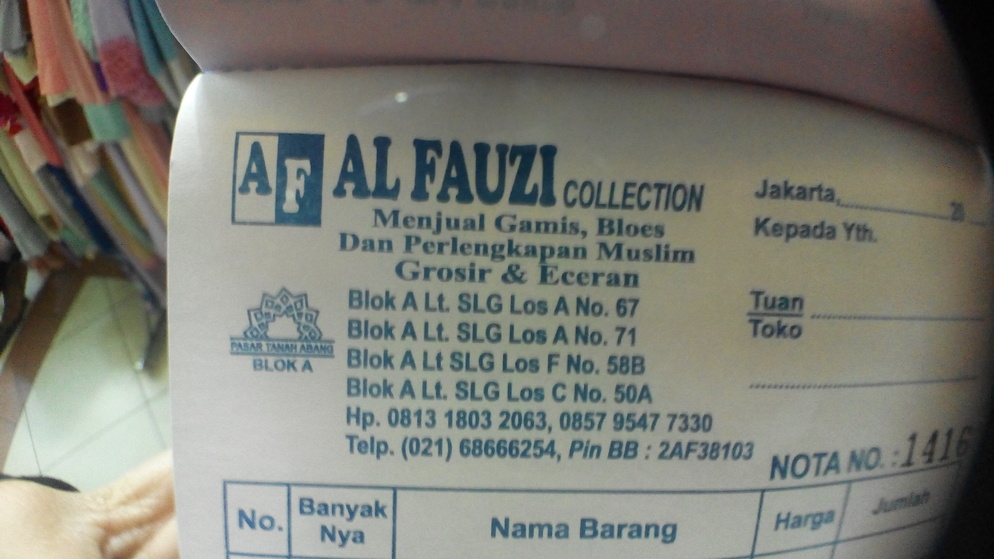 AF AL FAUZI COLLECTION
Menjual Gamis, Bloes
Dan Perlengkapan Muslim
Grosir & Eceran
Blok A Lt. SLG Los A No. 67
Blok A Lt. SLG Los A No. 71
Blok A Lt SLG Los F No. 58B
Blok A Lt. SLG Los C No. 50A
Hp. 0813 1803 2063, 0857 9547 7330
Telp. (021) 68666254, Pin BB : 2AF38103
PASAR TANAH ABANG
BLOK A
Jakarta, 20
Kepada Yth.
Tuan
Toko
NOTA NO. : 1416
No. Banyak Nya Nama Barang Harga Jumlah